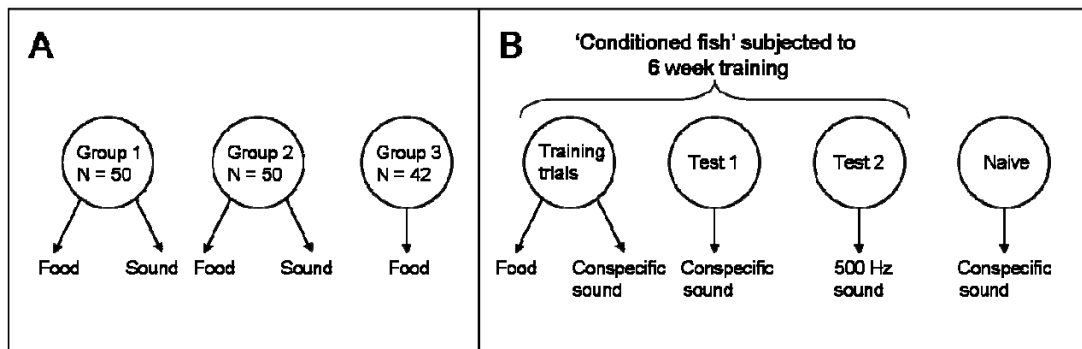 A
Group 1
N = 50
Group 2
N = 50
Group 3
N = 42
Food
Sound
Food
Sound
Food
B
'Conditioned fish' subjected to
6 week training
Training
trials
Test 1
Test 2
Naive
Food
Conspecific
sound
Conspecific
sound
500 Hz
sound
Conspecific
sound